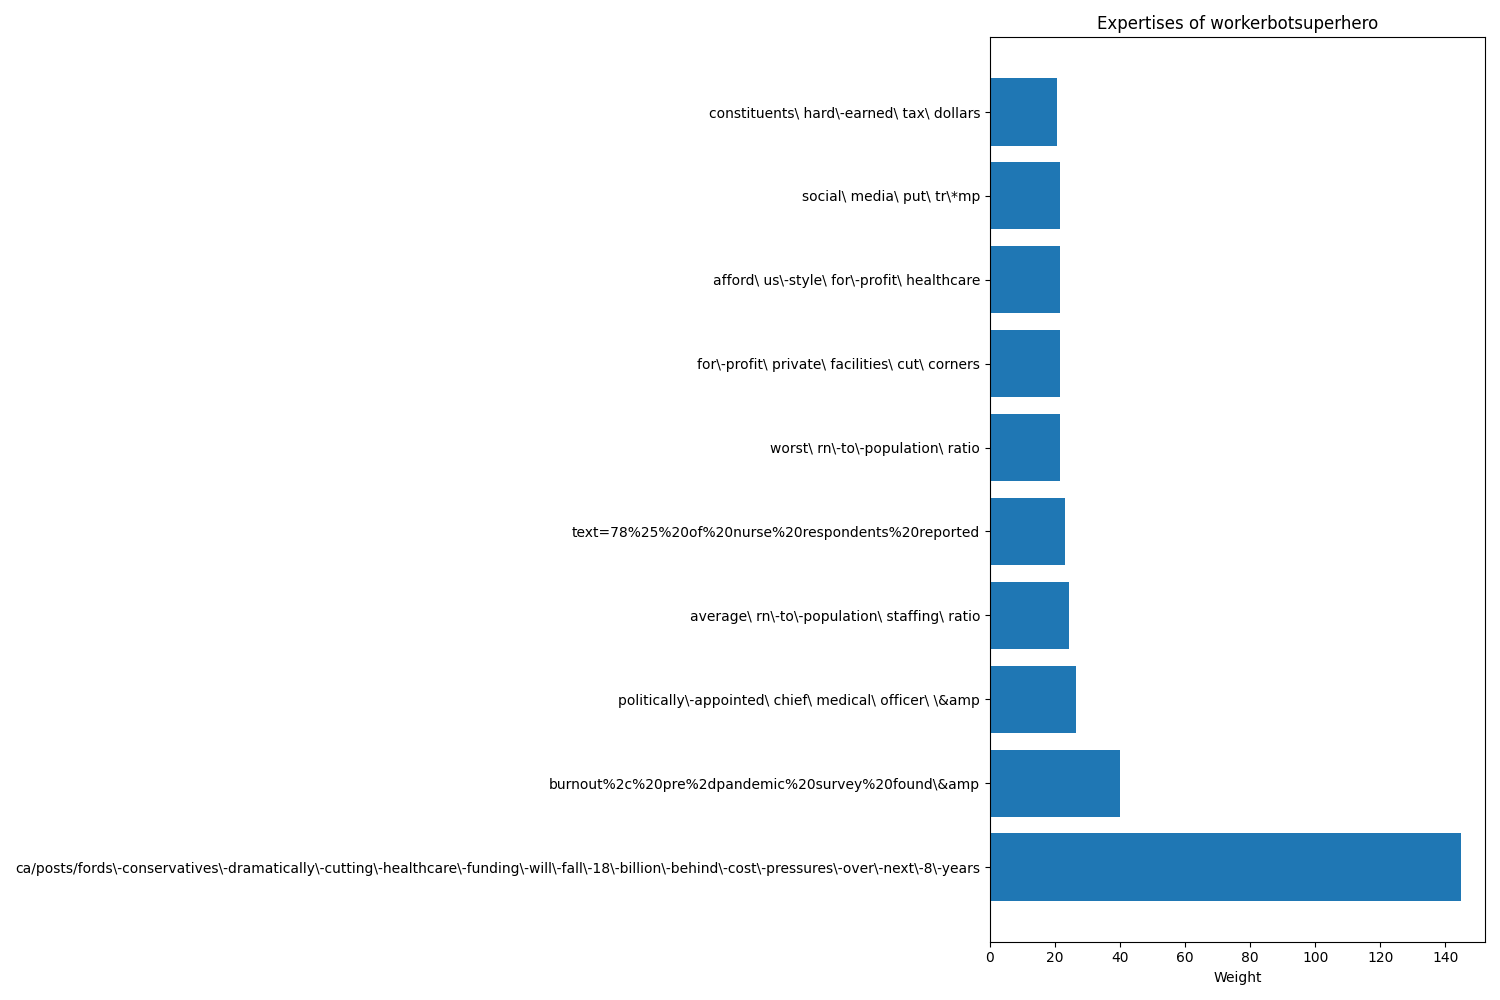 Expertises of workerbotsuperhero
constituents\ hard\-earned\ tax\ dollars
social\ media\ put\ tr\*mp
afford\ us\-style\ for\-profit\ healthcare
for\-profit\ private\ facilities\ cut\ corners
worst\ rn\-to\-population\ ratio
text=78%25%20of%20nurse%20respondents%20reported
average\ rn\-to\-population\ staffing\ ratio
politically\-appointed\ chief\ medical\ officer\ \&amp
burnout%2c%20pre%2dpandemic%20survey%20found\&amp
ca/posts/fords\-conservatives\-dramatically\-cutting\-healthcare\-funding\-will\-fall\-18\-billion\-behind\-cost\-pressures\-over\-next\-8\-years
0 20 40 60 80 100 120 140
Weight